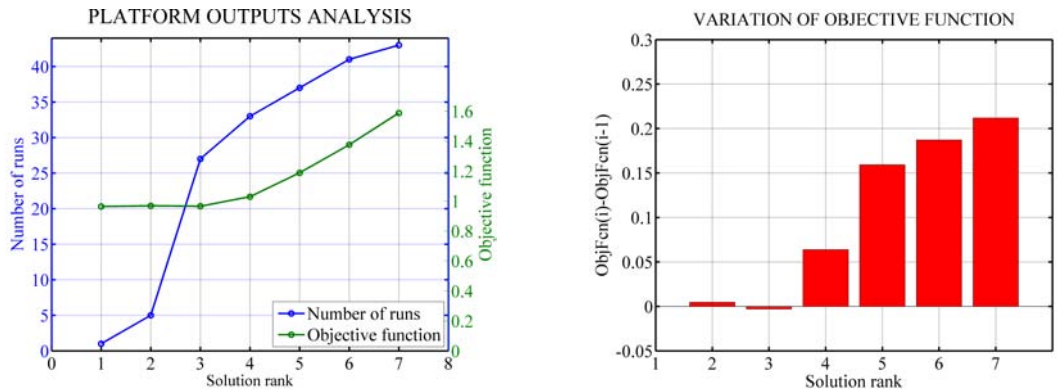 PLATFORM OUTPUTS ANALYSIS
40
35
30
25
20
15
10
5
0
Number of runs
1.6
1.4
1.2
1
0.8
0.6
0.4
0.2
0
Objective function
Number of runs
Objective function
0 1 2 3 4 5 6 7 8
Solution rank
VARIATION OF OBJECTIVE FUNCTION
0.3
0.25
0.2
0.15
0.1
0.05
0
-0.05
ObjFcn(i)-ObjFcn(i-1)
1 2 3 4 5 6 7
Solution rank